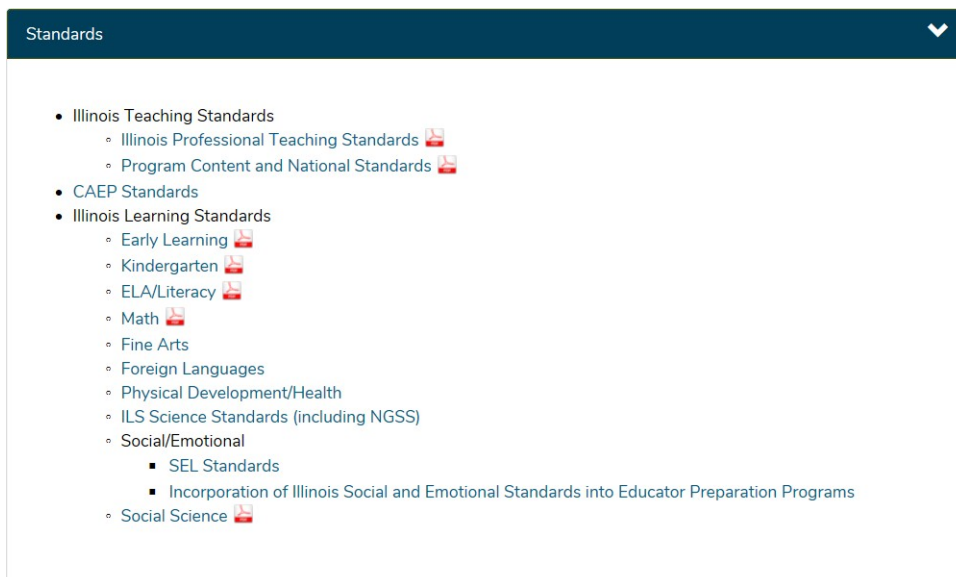 Standards
Illinois Teaching Standards
Illinois Professional Teaching Standards
Program Content and National Standards
CAEP Standards
Illinois Learning Standards
Early Learning
Kindergarten
ELA/Literacy
Math
Fine Arts
Foreign Languages
Physical Development/Health
ILS Science Standards (including NGSS)
Social/Emotional
SEL Standards
Incorporation of Illinois Social and Emotional Standards into Educator Preparation Programs
Social Science